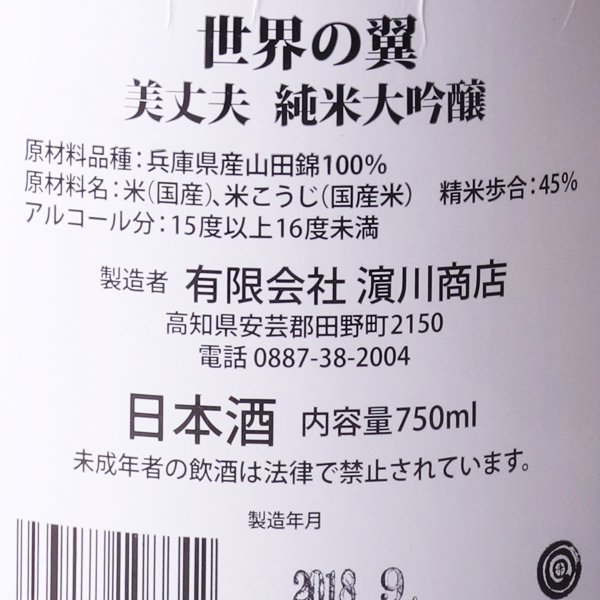 世界の翼
美丈夫 純米大吟醸
原材料品種：兵庫県産山田錦100%
原材料名：米（国産）、米こうじ（国産米） 精米歩合：45%
アルコール分：15度以上16度未満
製造者 有限会社 濵川商店
高知県安芸郡田野町2150
電話 0887-38-2004
日本酒 内容量750ml
未成年者の飲酒は法律で禁止されています。
製造年月
2018 9.